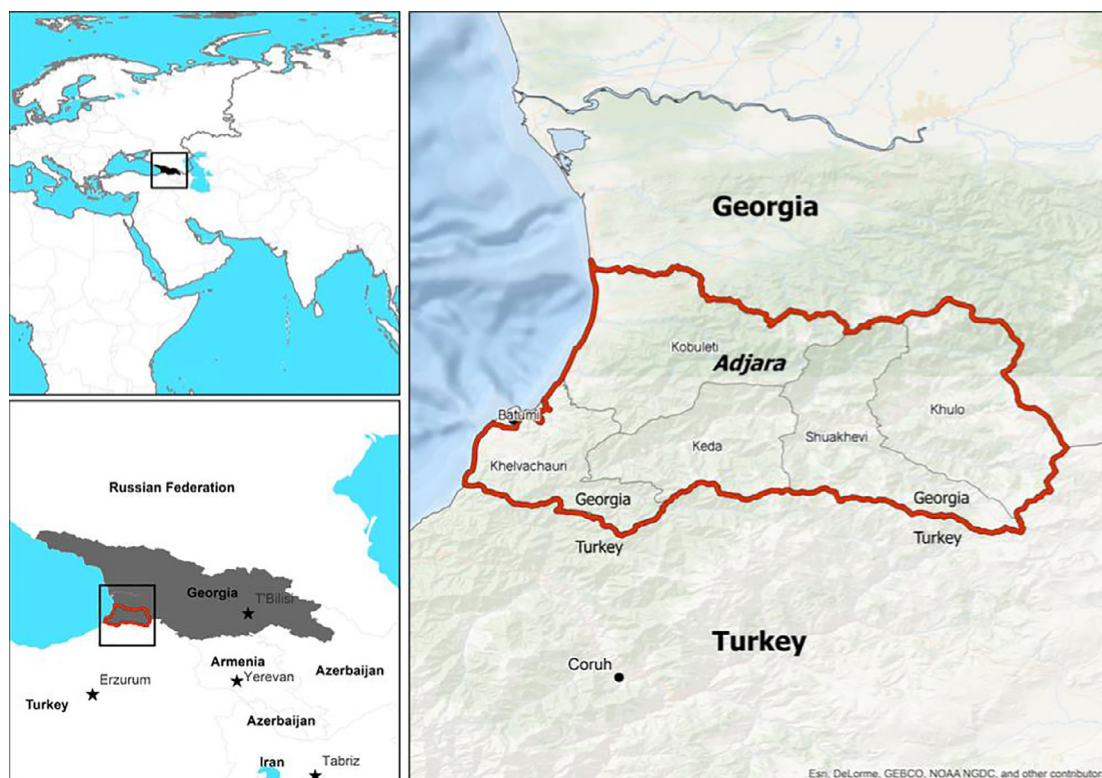 Russian Federation
Georgia
T'Bilisi
Armenia
Yerevan
Azerbaijan
Erzurum
Turkey
Azerbaijan
Iran
Tabriz
Georgia
Kobuleti
Adjara
Batumi
Khulo
Shuakhevi
Keda
Khelvachauri
Georgia
Georgia
Turkey
Turkey
Turkey
Coruh
Esri, DeLorme, GEBCO, NOAA NGDC, and other contributors